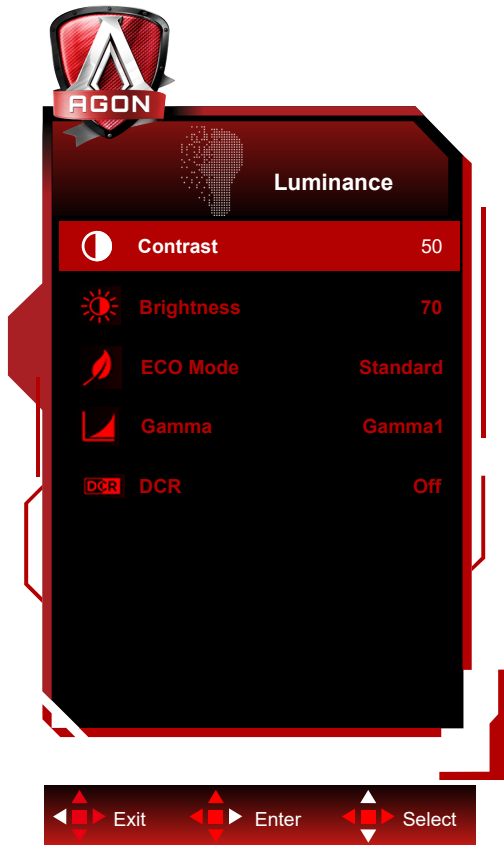 AGON
Luminance
Contrast 50
Brightness 70
ECO Mode Standard
Gamma Gamma1
DCR DCR Off
Exit Enter Select